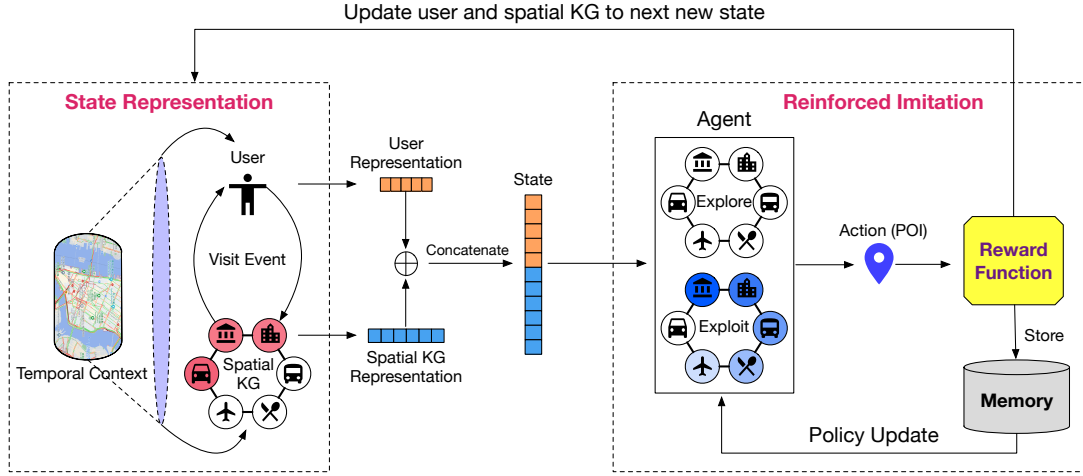 Update user and spatial KG to next new state
State Representation
Reinforced Imitation
User
Visit Event
Temporal Context
Spatial
KG
User
Representation
Concatenate
Spatial KG
Representation
State
Agent
Explore
Exploit
Action (POI)
Reward
Function
Store
Memory
Policy Update